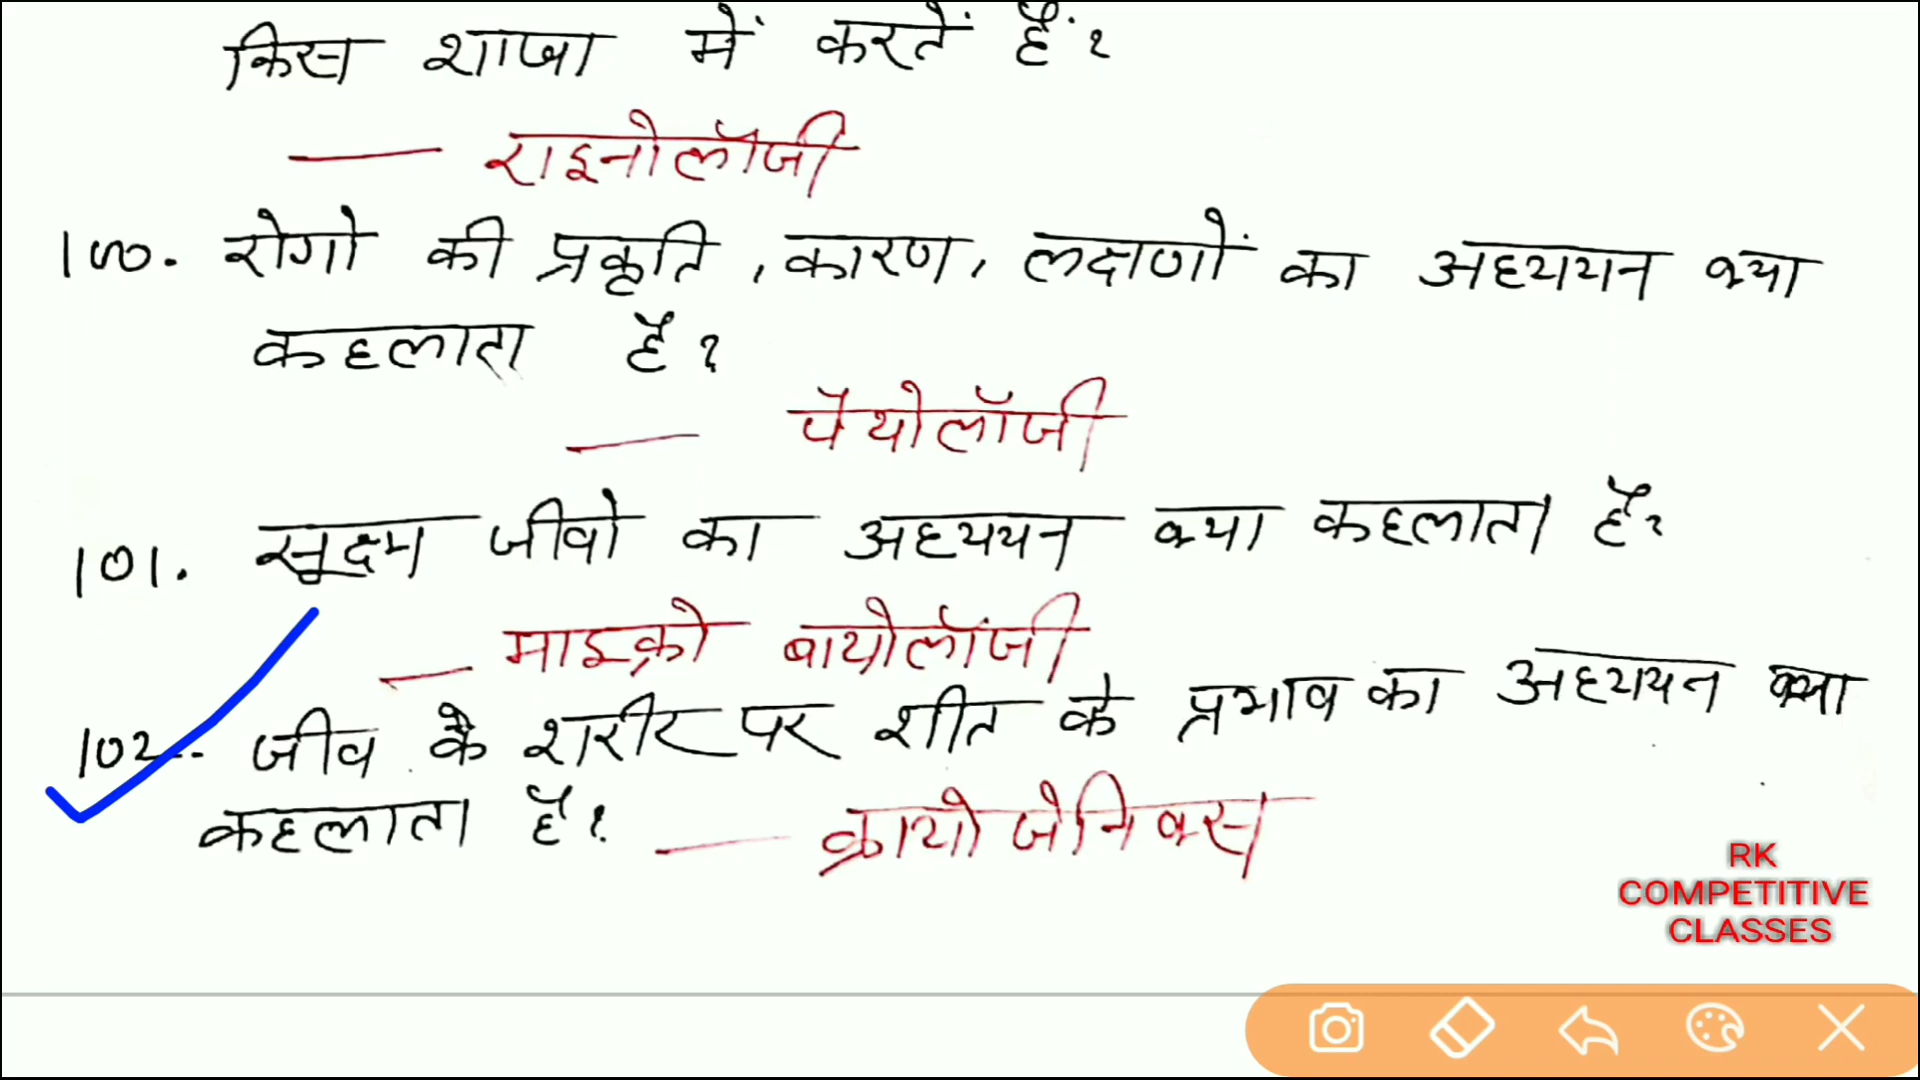 किस शाखा में करतें हैं?
— राइनोलॉजी
100. रोगो की प्रकृति, कारण, लक्षणों का अध्ययन क्या
कहलाता है?
— पैथोलॉजी
101. सूक्ष्म जीवो का अध्ययन क्या कहलाता है?
— माइक्रो बायोलॉजी
102. जीव के शरीर पर शीत के प्रभाव का अध्ययन क्या
कहलाता है? — क्रायोजेनिक्स
RK
COMPETITIVE
CLASSES